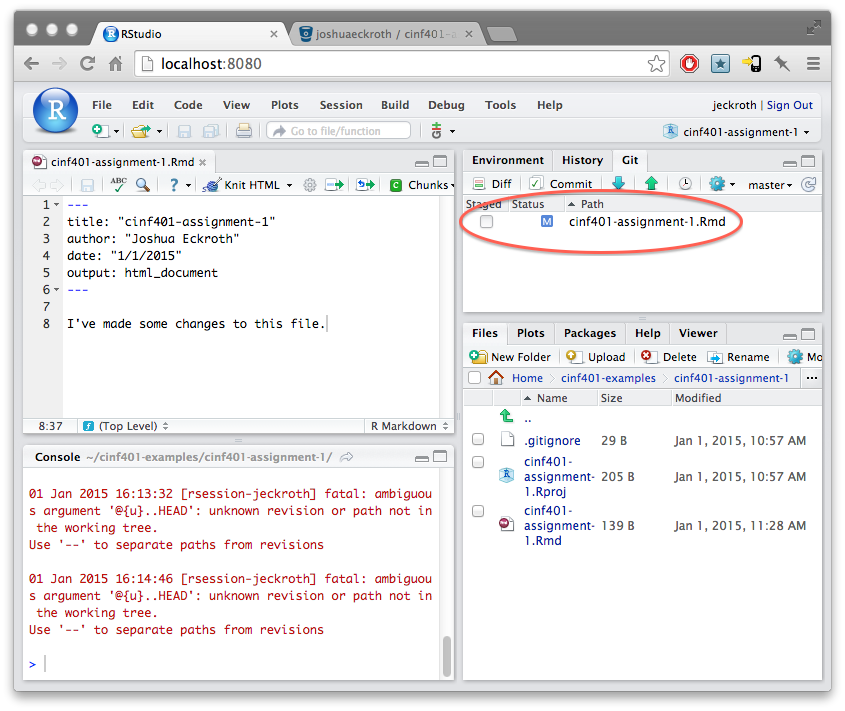 RStudio
joshuaeckroth / cinf401-a
localhost:8080
R File Edit Code View Plots Session Build Debug Tools Help jeckroth | Sign Out
Go to file/function cinf401-assignment-1
cinf401-assignment-1.Rmd
ABC ? Knit HTML C Chunks
1 ---
2 title: "cinf401-assignment-1"
3 author: "Joshua Eckroth"
4 date: "1/1/2015"
5 output: html_document
6 ---
7
8 I've made some changes to this file.
8:37 (Top Level) R Markdown
Console ~/cinf401-examples/cinf401-assignment-1/
01 Jan 2015 16:13:32 [rsession-jeckroth] fatal: ambiguou
s argument '@{u}..HEAD': unknown revision or path not in
the working tree.
Use '--' to separate paths from revisions
01 Jan 2015 16:14:46 [rsession-jeckroth] fatal: ambiguou
s argument '@{u}..HEAD': unknown revision or path not in
the working tree.
Use '--' to separate paths from revisions
>
Environment History Git
Diff Commit master
Staged Status Path
M cinf401-assignment-1.Rmd
Files Plots Packages Help Viewer
New Folder Upload Delete Rename Mo
Home cinf401-examples cinf401-assignment-1 ...
Name Size Modified
..
.gitignore 29 B Jan 1, 2015, 10:57 AM
cinf401-
assignment- 205 B Jan 1, 2015, 10:57 AM
1.Rproj
cinf401-
assignment- 139 B Jan 1, 2015, 11:28 AM
1.Rmd